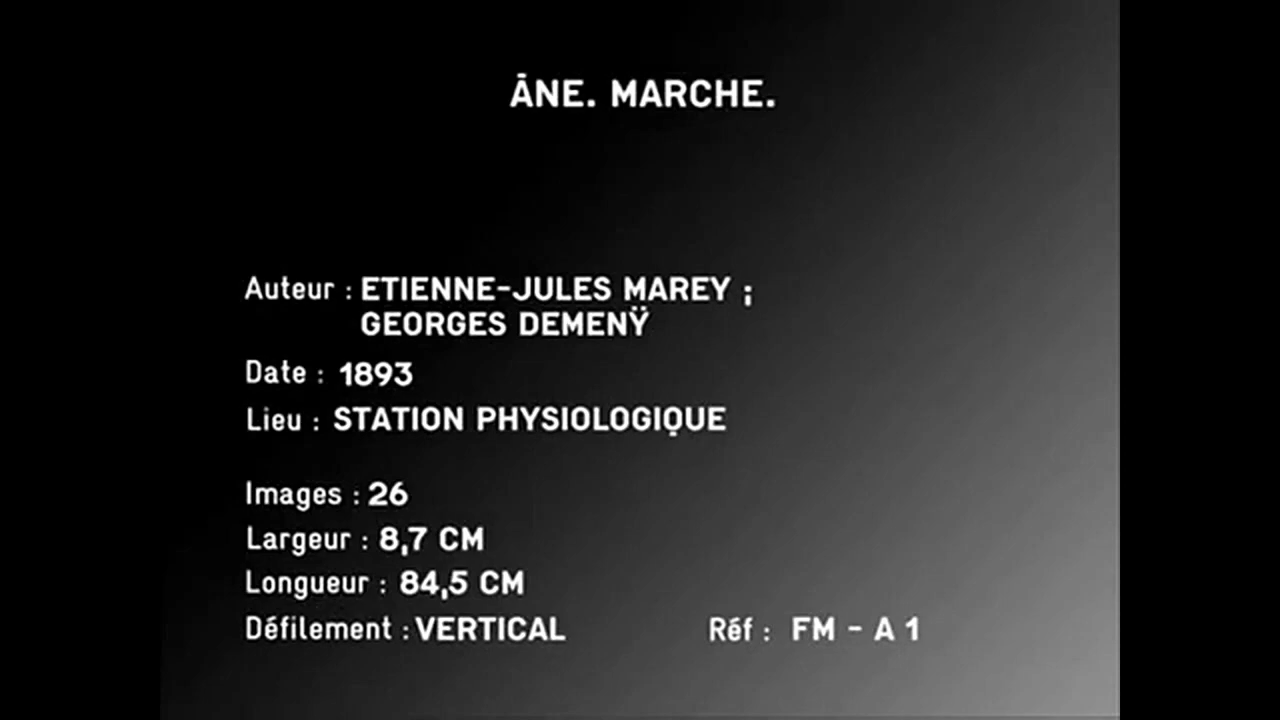 ÂNE. MARCHE.
Auteur : ETIENNE-JULES MAREY ;
GEORGES DEMENŸ
Date : 1893
Lieu : STATION PHYSIOLOGIQUE
Images : 26
Largeur : 8,7 CM
Longueur : 84,5 CM
Défilement : VERTICAL Réf : FM - A 1